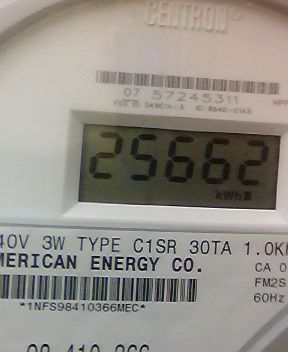 CENTRON®
07 57245311
25662
kWh
40V 3W TYPE C1SR 30TA 1.0K
MERICAN ENERGY CO.
CA 0
FM2S
60Hz
*1NFS98410366MEC*